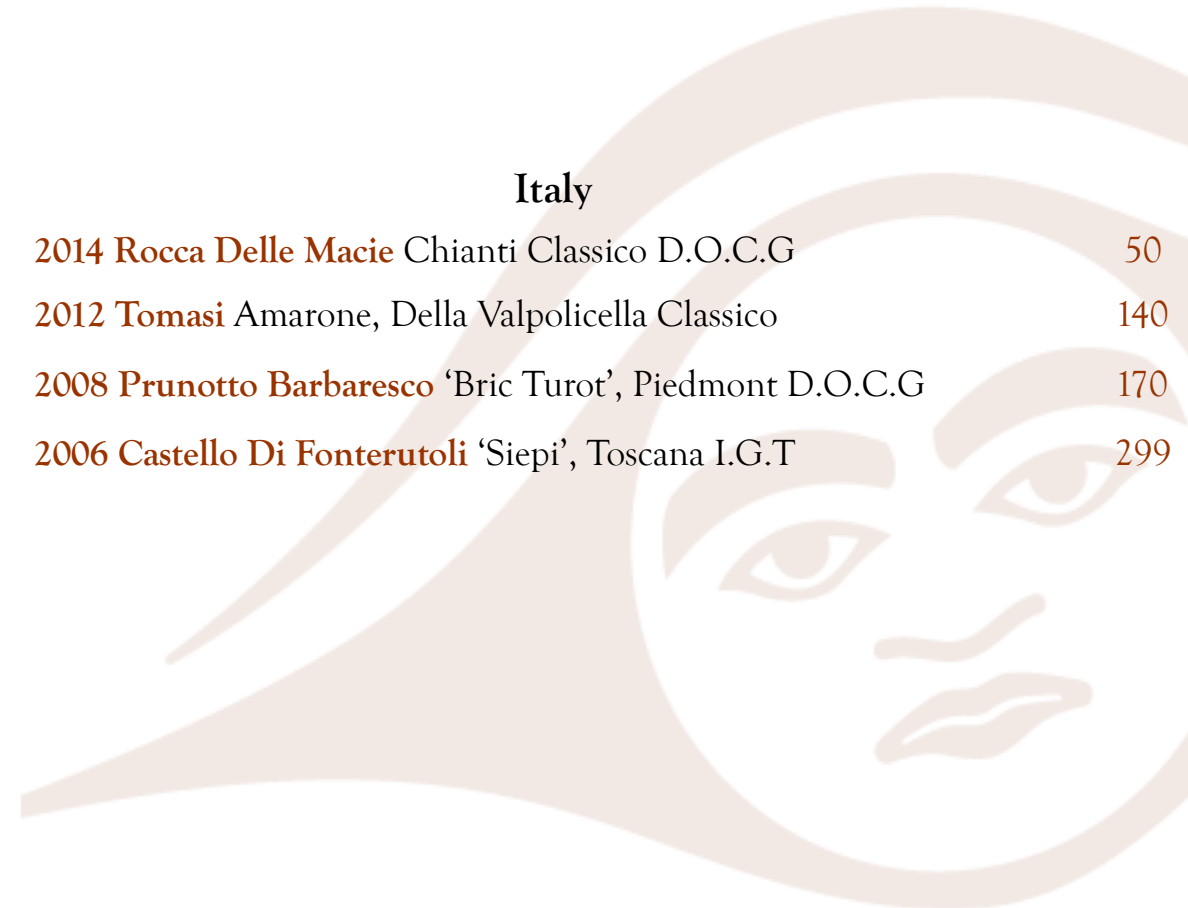 Italy
2014 Rocca Delle Macie Chianti Classico D.O.C.G 50
2012 Tomasi Amarone, Della Valpolicella Classico 140
2008 Prunotto Barbaresco ‘Bric Turot’, Piedmont D.O.C.G 170
2006 Castello Di Fonterutoli ‘Siepi’, Toscana I.G.T 299